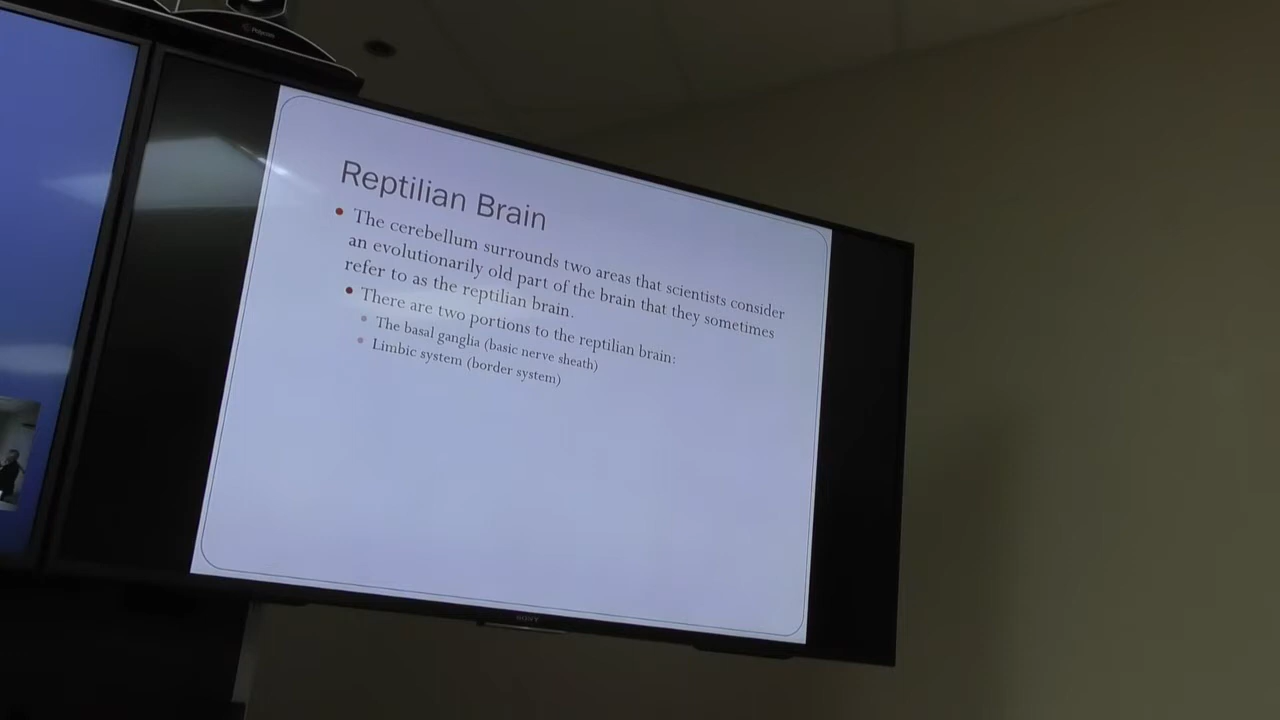 Polycom
Reptilian Brain
The cerebellum surrounds two areas that scientists consider
an evolutionarily old part of the brain that they sometimes
refer to as the reptilian brain.
There are two portions to the reptilian brain:
The basal ganglia (basic nerve sheath)
Limbic system (border system)
SONY